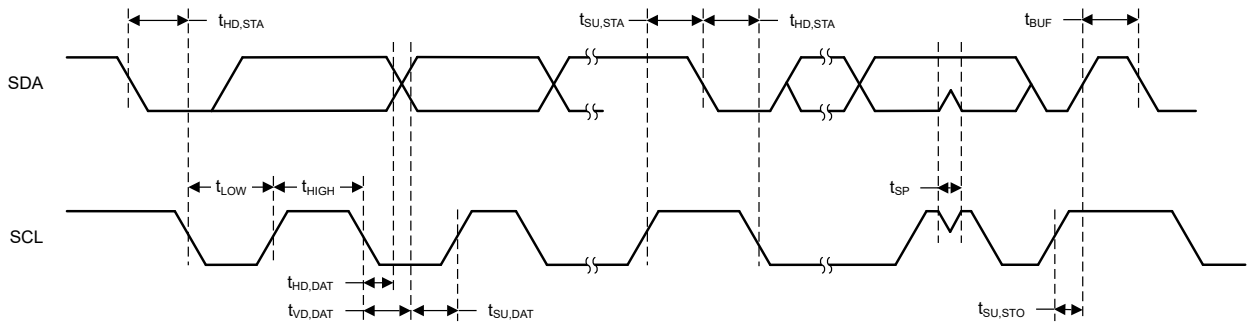 tHD,STA
tSU,STA
tHD,STA
tBUF
SDA
tLOW
tHIGH
tSP
SCL
tHD,DAT
tVD,DAT
tSU,DAT
tSU,STO